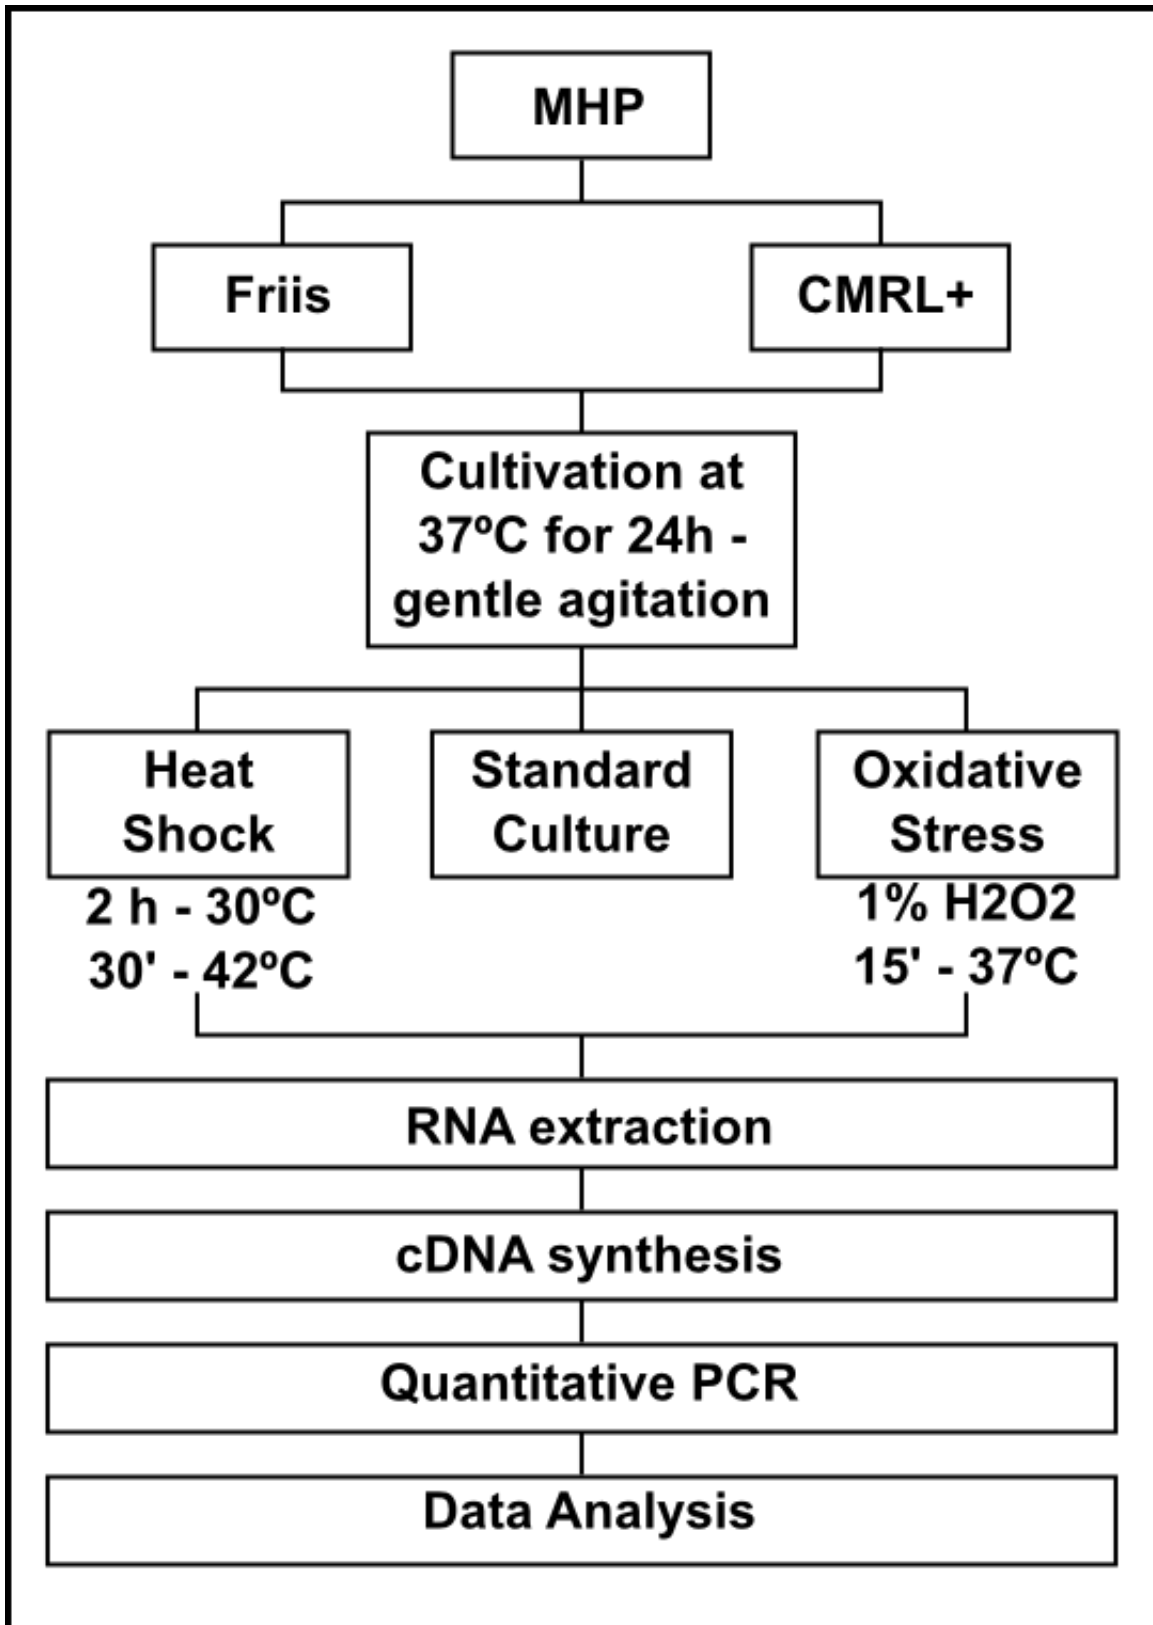 MHP
Friis
CMRL+
Cultivation at
37ºC for 24h -
gentle agitation
Heat
Shock
2 h - 30ºC
30' - 42ºC
Standard
Culture
Oxidative
Stress
1% H2O2
15' - 37ºC
RNA extraction
cDNA synthesis
Quantitative PCR
Data Analysis